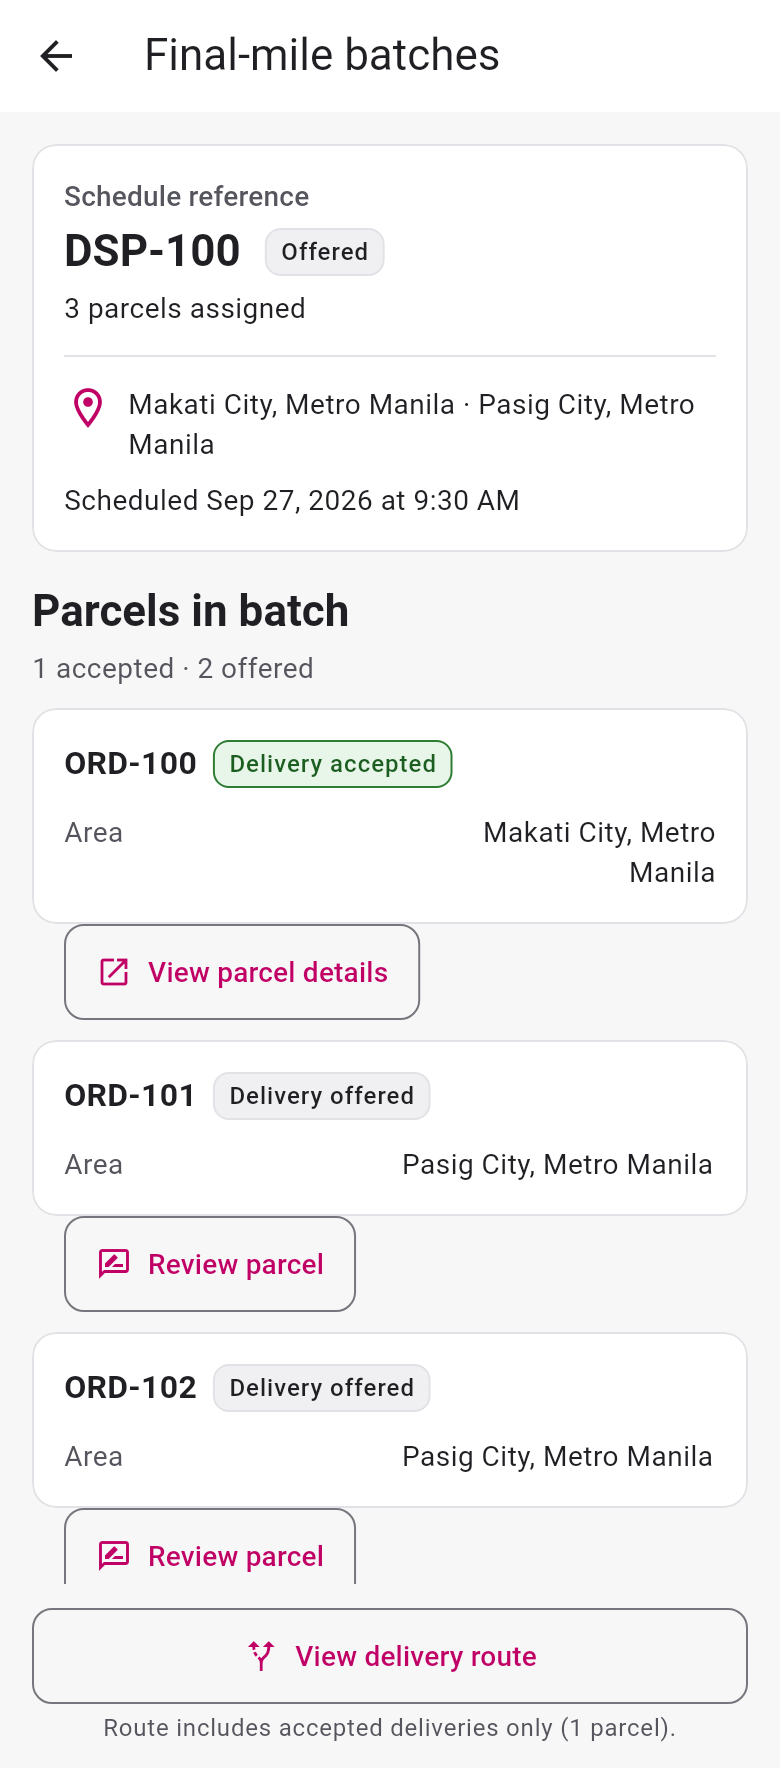 Final-mile batches
Schedule reference
DSP-100 Offered
3 parcels assigned
Makati City, Metro Manila · Pasig City, Metro
Manila
Scheduled Sep 27, 2026 at 9:30 AM
Parcels in batch
1 accepted · 2 offered
ORD-100 Delivery accepted
Area Makati City, Metro
Manila
View parcel details
ORD-101 Delivery offered
Area Pasig City, Metro Manila
Review parcel
ORD-102 Delivery offered
Area Pasig City, Metro Manila
Review parcel
View delivery route
Route includes accepted deliveries only (1 parcel).